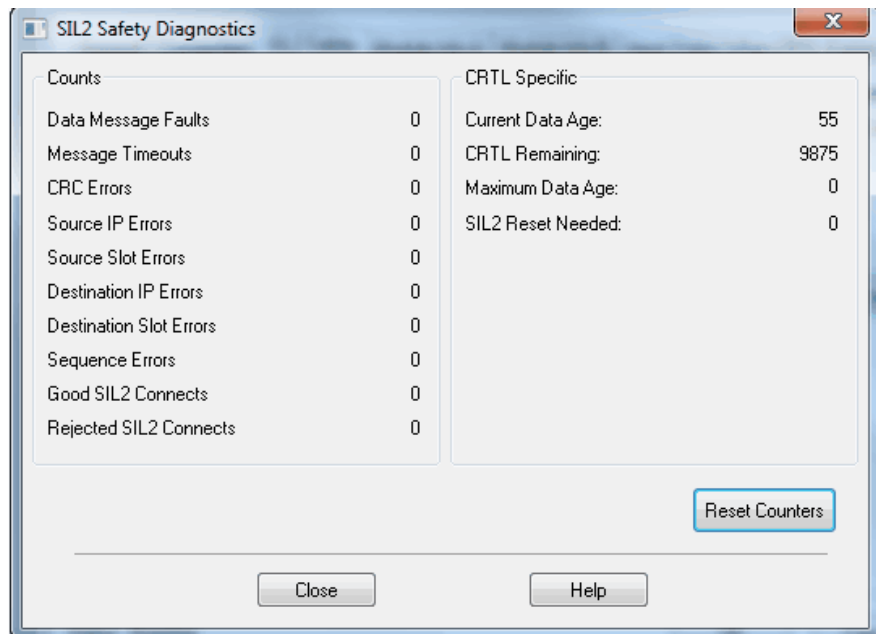 SIL2 Safety Diagnostics
Counts
Data Message Faults 0
Message Timeouts 0
CRC Errors 0
Source IP Errors 0
Source Slot Errors 0
Destination IP Errors 0
Destination Slot Errors 0
Sequence Errors 0
Good SIL2 Connects 0
Rejected SIL2 Connects 0
CRTL Specific
Current Data Age: 55
CRTL Remaining: 9875
Maximum Data Age: 0
SIL2 Reset Needed: 0
Reset Counters
Close
Help